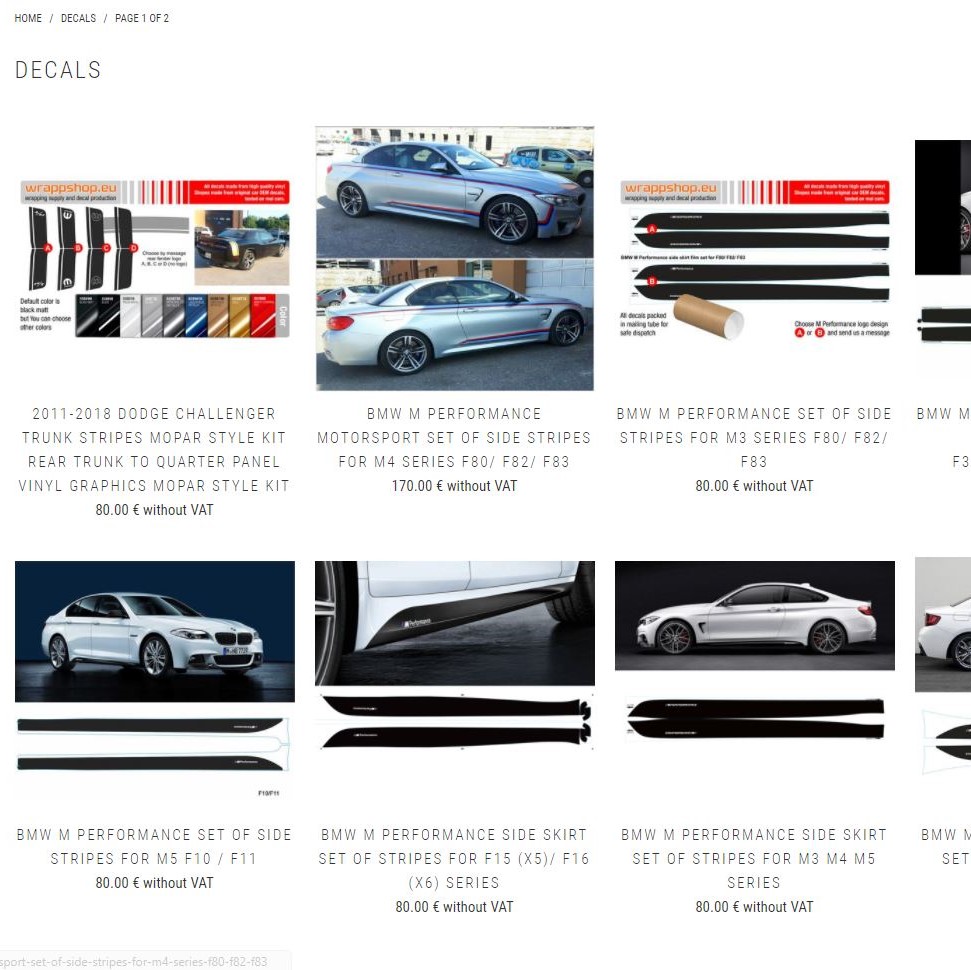 HOME / DECALS / PAGE 1 OF 2
DECALS
wrappshop.eu
wrapping supply and decal production
All decals made from high quality vinyl
Shapes made from original car OEM decals,
tested on real cars.
A
B
C
D
Choose by message
rear fender logo
A, B, C or D (no logo)
Default color is
black matt
but You can choose
other colors
Color
wrappshop.eu
wrapping supply and decal production
All decals made from high quality vinyl
Shapes made from original car OEM decals,
tested on real cars.
A
BMW M Performance side skirt film set for F80/ F82/ F83
B
All decals packed
in mailing tube for
safe dispatch
Choose M Performance logo design
A or B and send us a message
2011-2018 DODGE CHALLENGER
TRUNK STRIPES MOPAR STYLE KIT
REAR TRUNK TO QUARTER PANEL
VINYL GRAPHICS MOPAR STYLE KIT
80.00 € without VAT
BMW M PERFORMANCE
MOTORSPORT SET OF SIDE STRIPES
FOR M4 SERIES F80/ F82/ F83
170.00 € without VAT
BMW M PERFORMANCE SET OF SIDE
STRIPES FOR M3 SERIES F80/ F82/
F83
80.00 € without VAT
BMW M
F3
F10/F11
BMW M PERFORMANCE SET OF SIDE
STRIPES FOR M5 F10 / F11
80.00 € without VAT
Performance
BMW M PERFORMANCE SIDE SKIRT
SET OF STRIPES FOR F15 (X5)/ F16
(X6) SERIES
80.00 € without VAT
BMW M PERFORMANCE SIDE SKIRT
SET OF STRIPES FOR M3 M4 M5
SERIES
80.00 € without VAT
BMW M
SET
sport-set-of-side-stripes-for-m4-series-f80-f82-f83